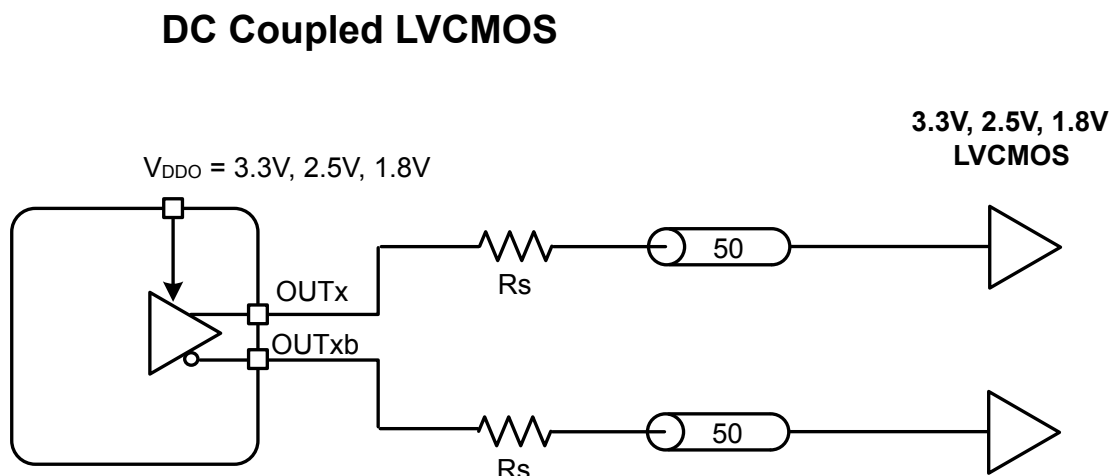 DC Coupled LVCMOS
3.3V, 2.5V, 1.8V
LVCMOS
VDDO = 3.3V, 2.5V, 1.8V
OUTx
Rs
50
OUTxb
Rs
50